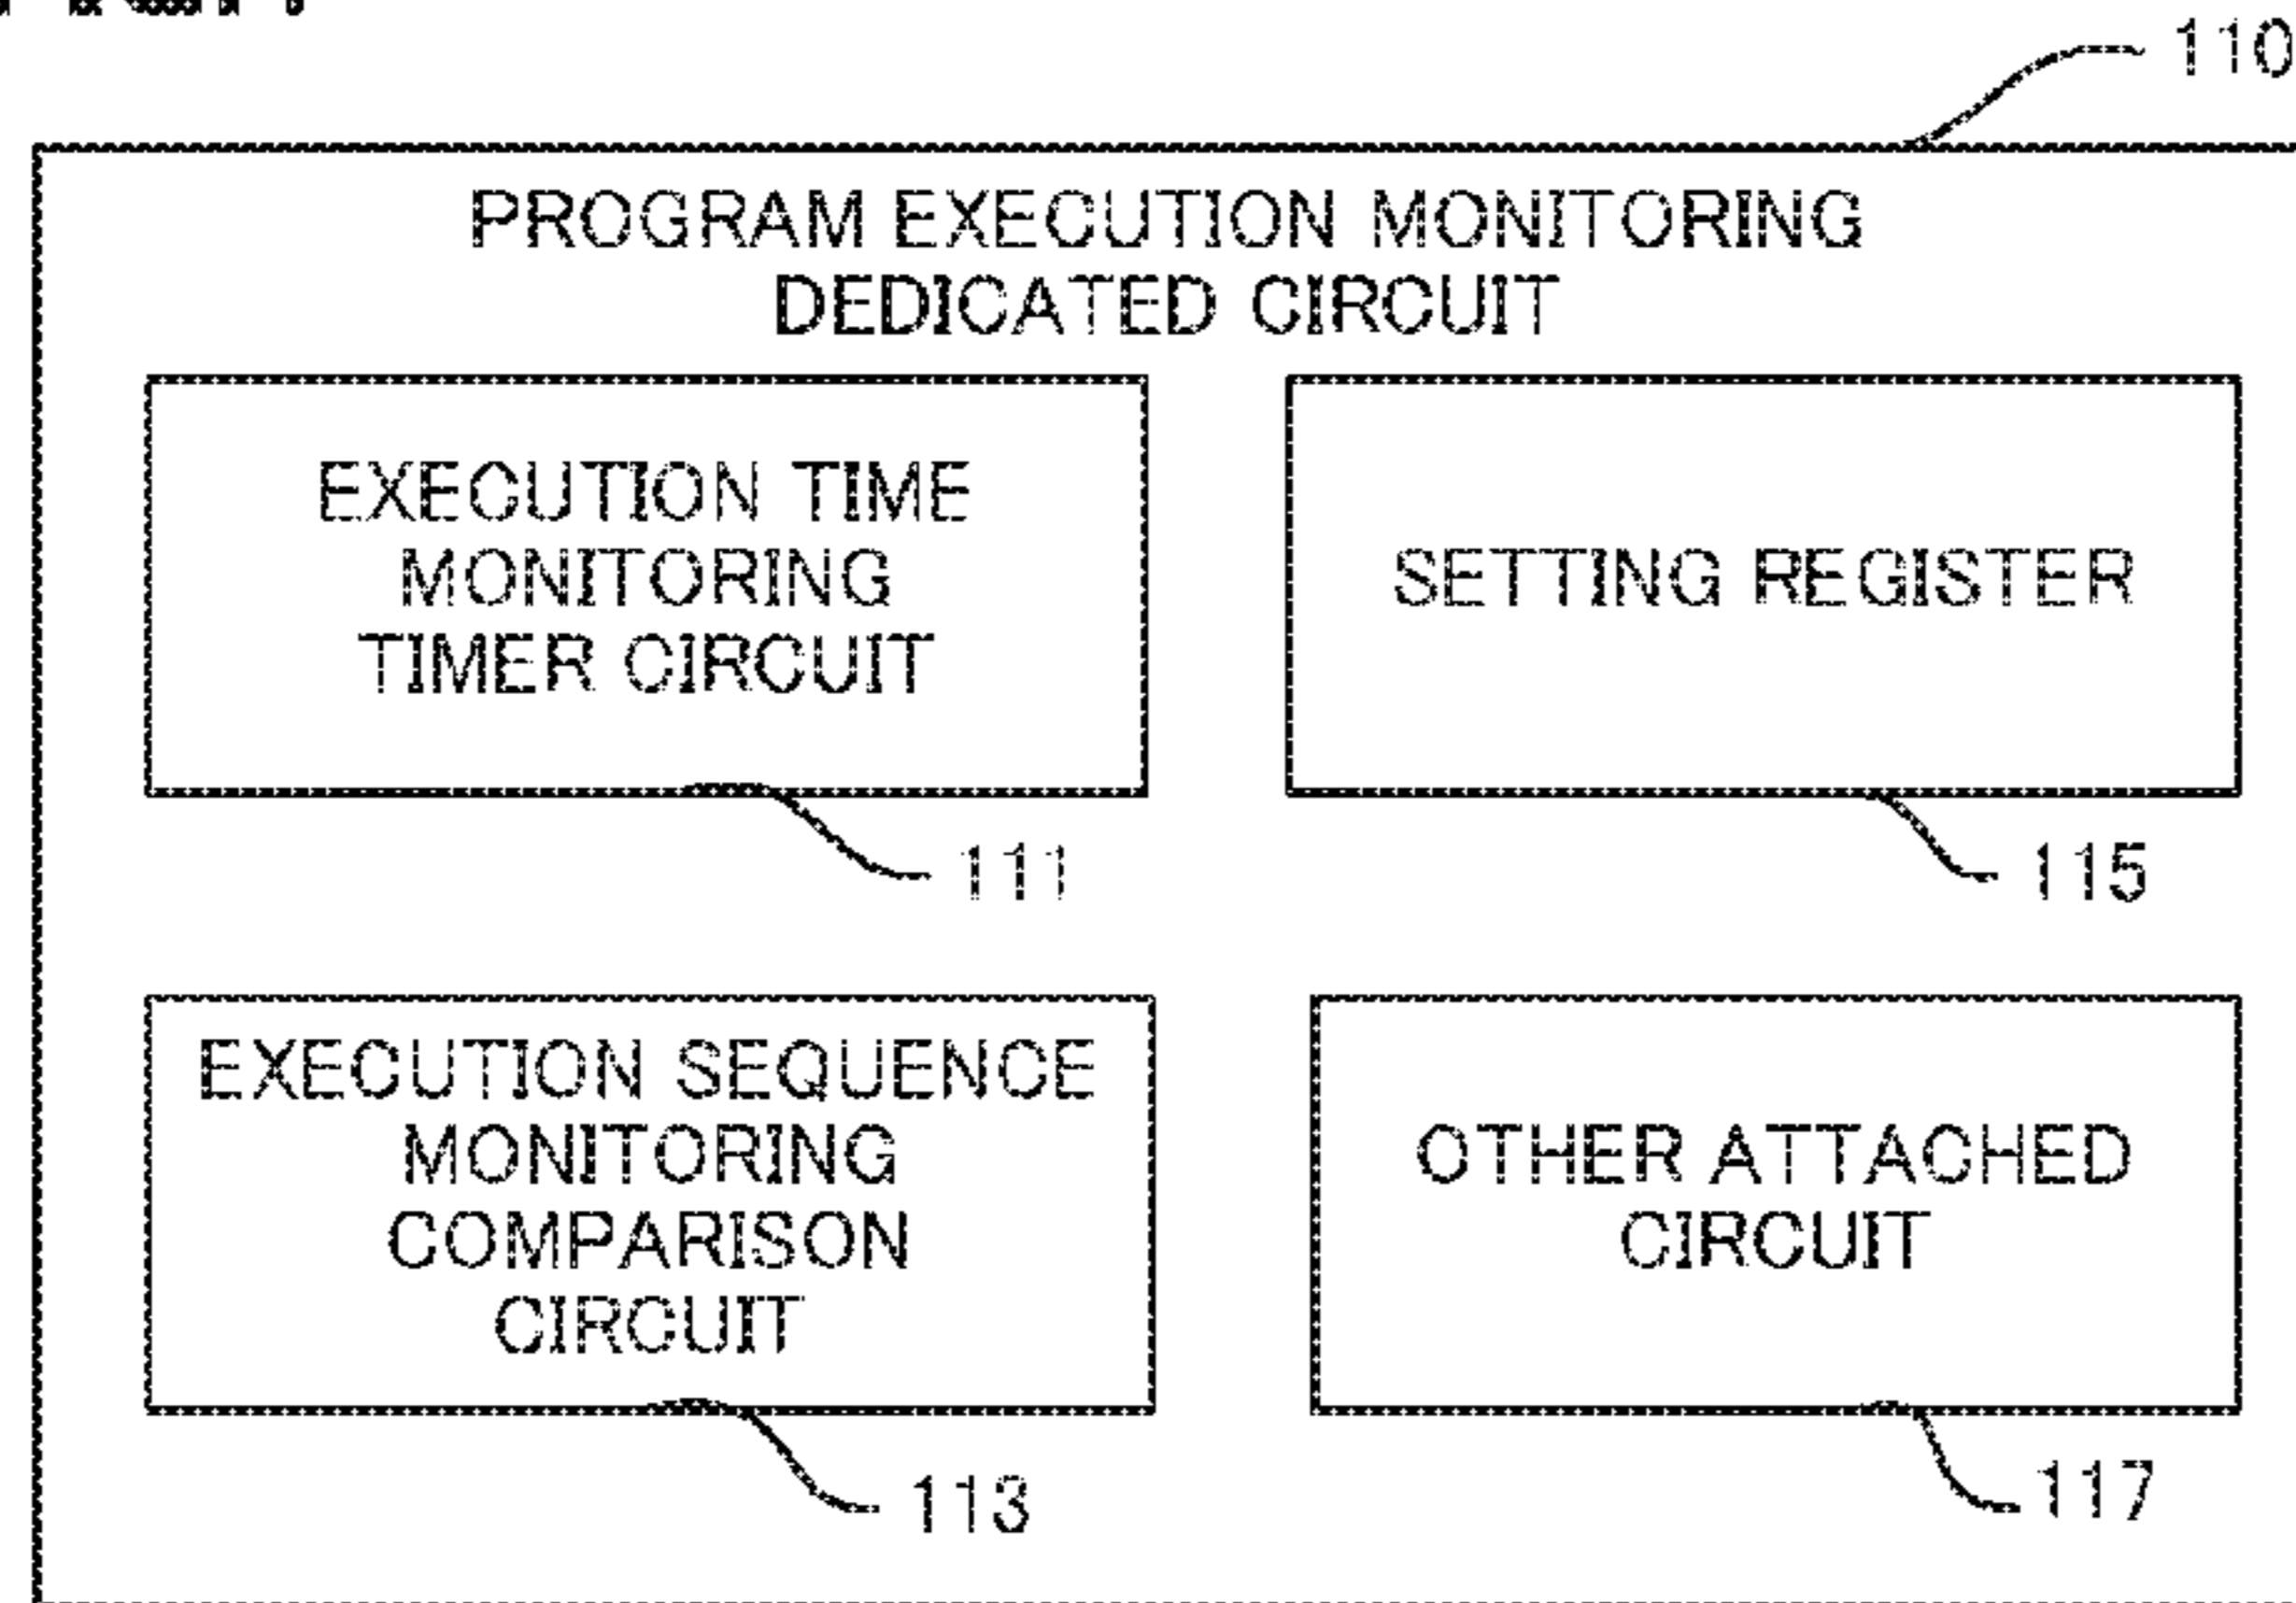 110
PROGRAM EXECUTION MONITORING
DEDICATED CIRCUIT
EXECUTION TIME
MONITORING
TIMER CIRCUIT
111
SETTING REGISTER
115
EXECUTION SEQUENCE
MONITORING
COMPARISON
CIRCUIT
113
OTHER ATTACHED
CIRCUIT
117